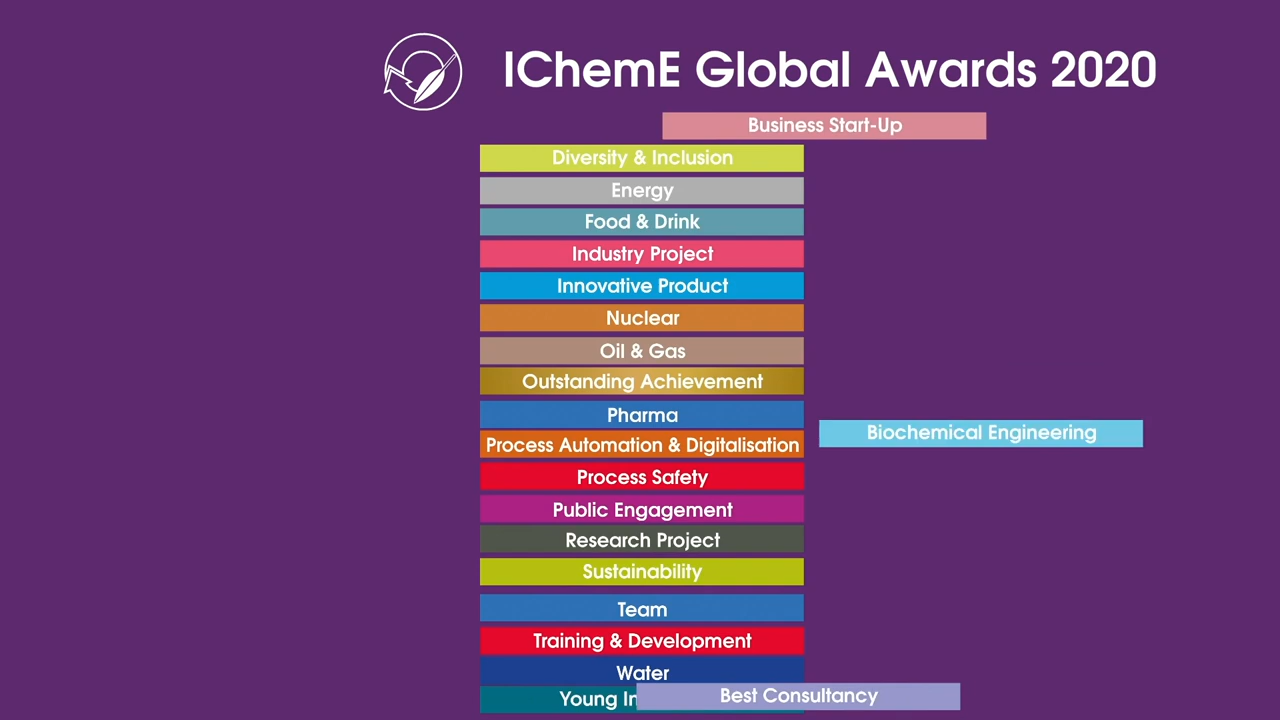 IChemE Global Awards 2020
Business Start-Up
Diversity & Inclusion
Energy
Food & Drink
Industry Project
Innovative Product
Nuclear
Oil & Gas
Outstanding Achievement
Pharma
Biochemical Engineering
Process Automation & Digitalisation
Process Safety
Public Engagement
Research Project
Sustainability
Team
Training & Development
Water
Young
Best Consultancy